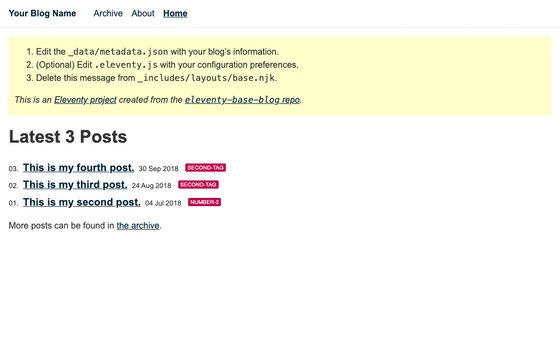 Your Blog Name Archive About Home
1. Edit the _data/metadata.json with your blog's information.
2. (Optional) Edit .eleventy.js with your configuration preferences.
3. Delete this message from _includes/layouts/base.njk.
This is an Eleventy project created from the eleventy-base-blog repo.
Latest 3 Posts
03. This is my fourth post. 30 Sep 2018 SECOND-TAG
02. This is my third post. 24 Aug 2018 SECOND-TAG
01. This is my second post. 04 Jul 2018 NUMBER-2
More posts can be found in the archive.